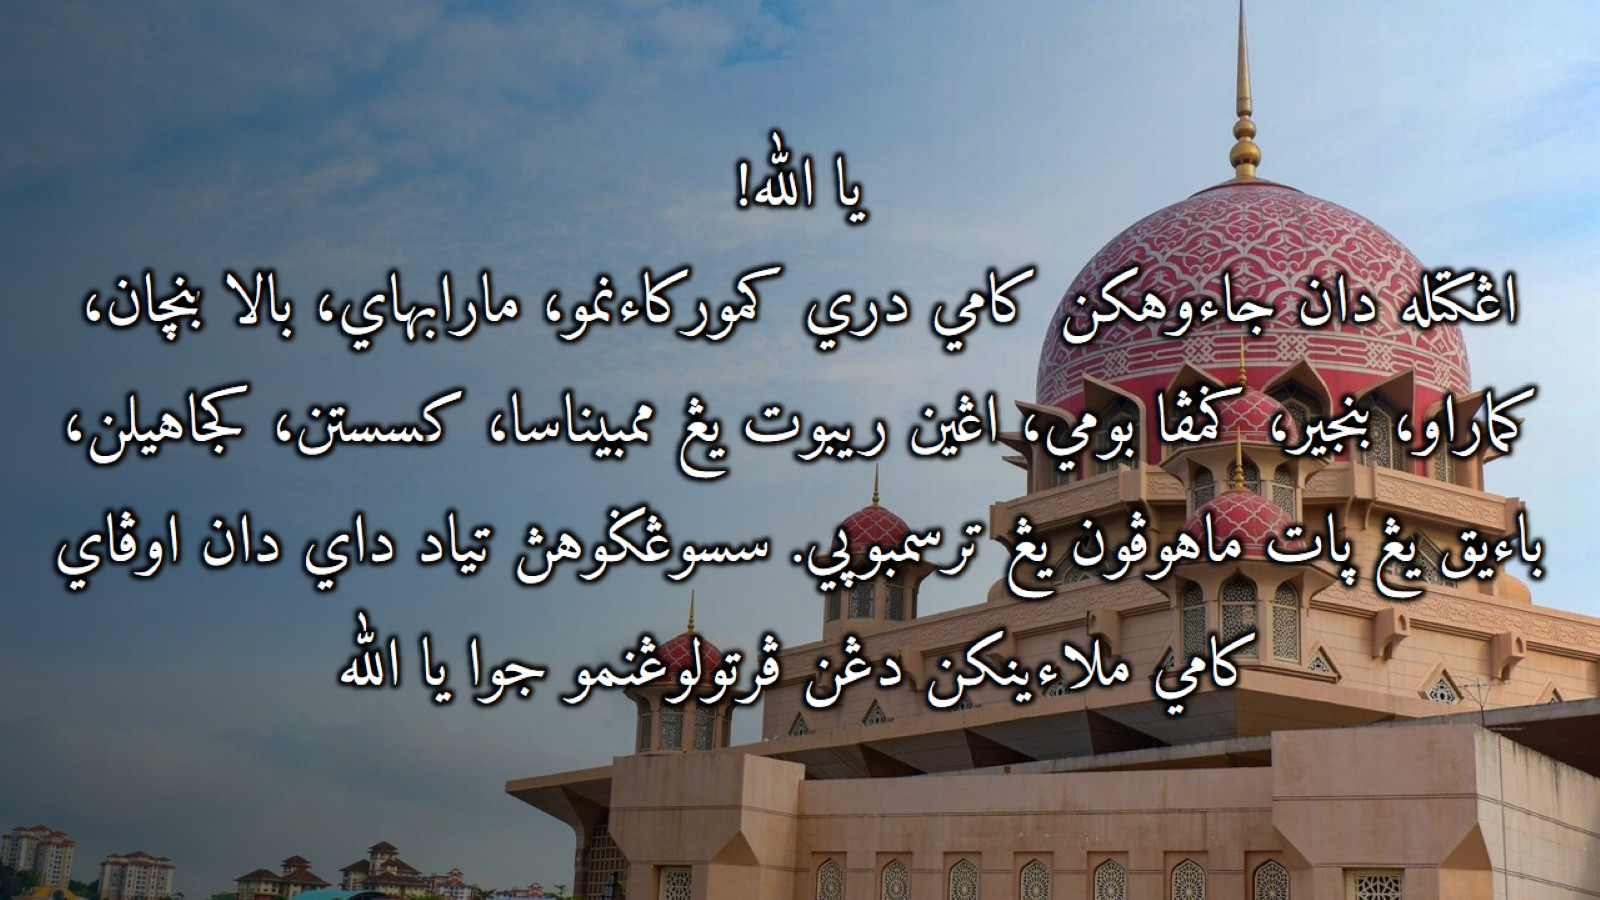 يا الله!
اڠكتله دان جاءوهكن كامي دري كموركاءنمو، مارابهاي، بالا بنچان،
كماراو، بنجير، ݢمڤا بومي، اڠين ريبوت يڠ ممبيناسا، كسستن، كجاهيلن،
باءيق يڠ ڽات ماهوڤون يڠ ترسمبوڽي. سسوڠݢوهڽ تياد داي دان اوڤاي
كامي ملاءينكن دڠن ڤرتولوڠنمو جوا يا الله